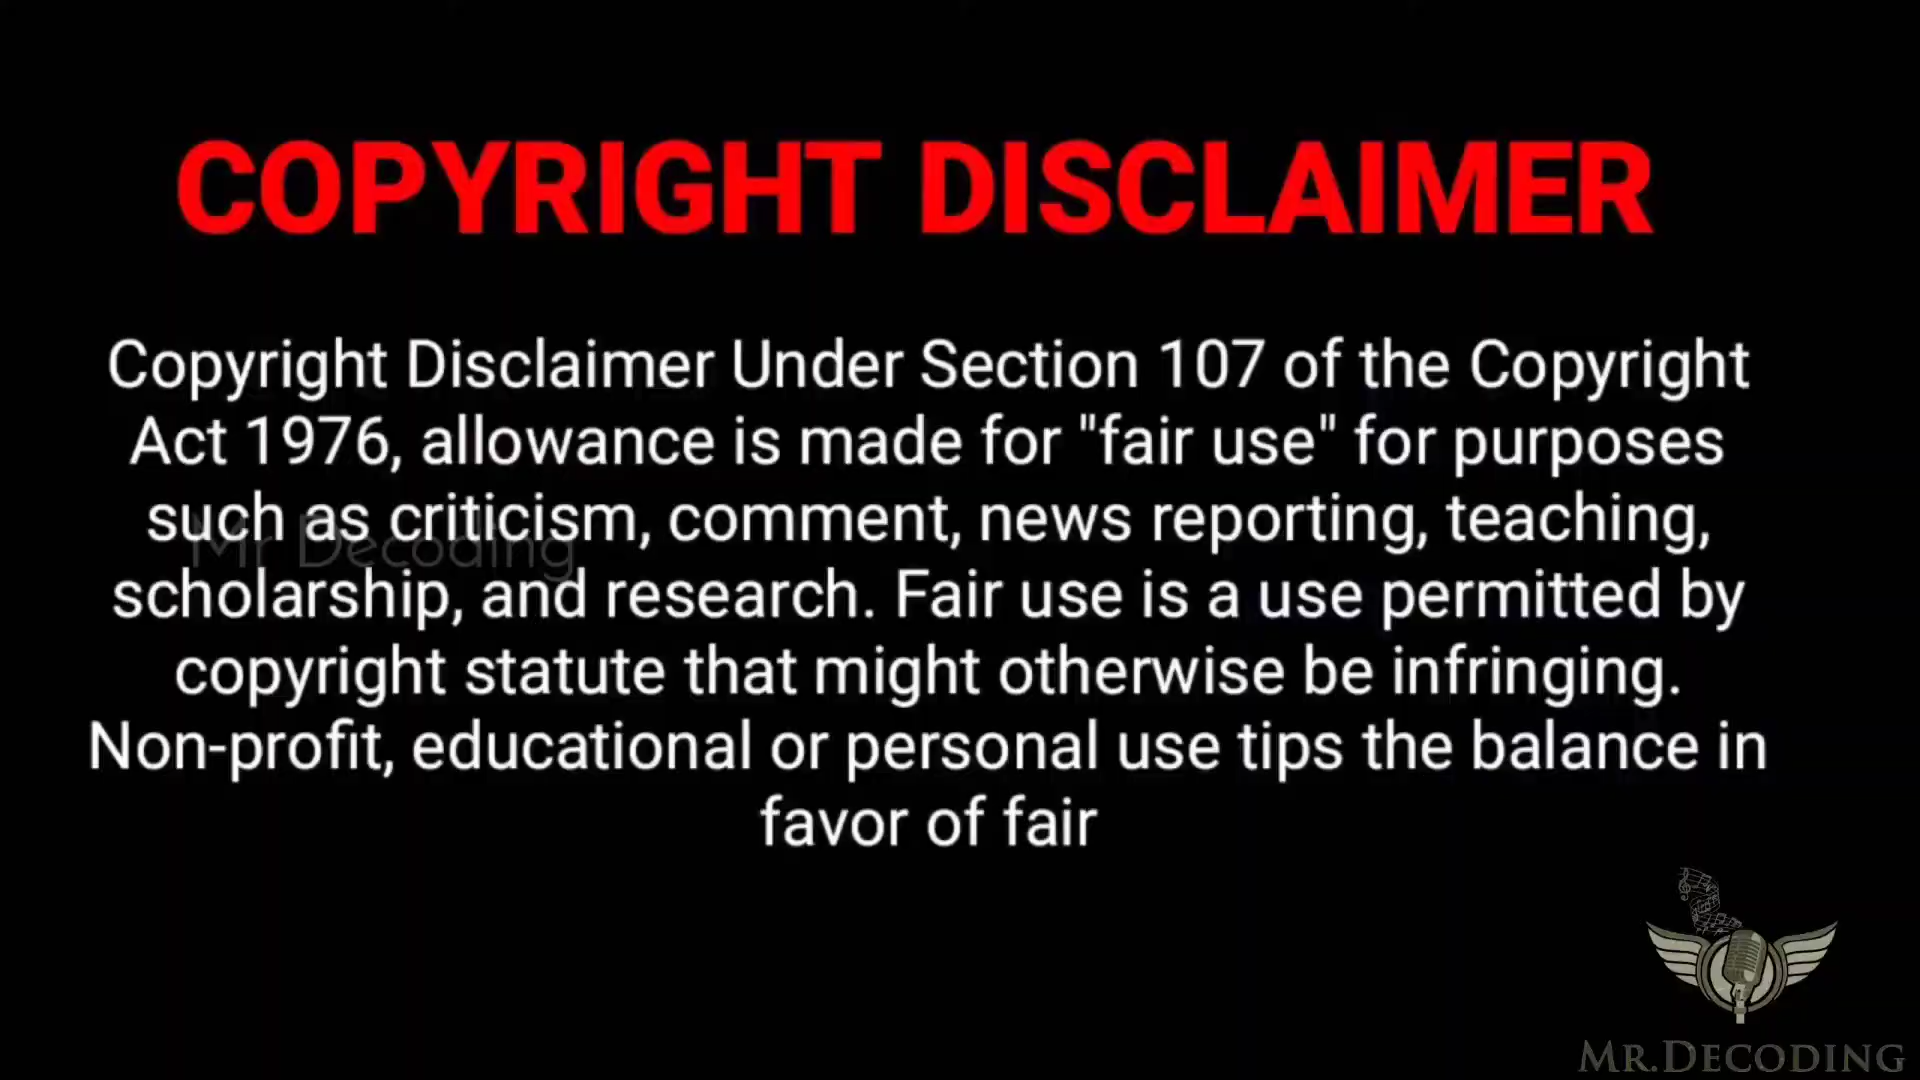 COPYRIGHT DISCLAIMER
Copyright Disclaimer Under Section 107 of the Copyright
Act 1976, allowance is made for "fair use" for purposes
such as criticism, comment, news reporting, teaching,
Mr Decoding
scholarship, and research. Fair use is a use permitted by
copyright statute that might otherwise be infringing.
Non-profit, educational or personal use tips the balance in
favor of fair
MR.DECODING